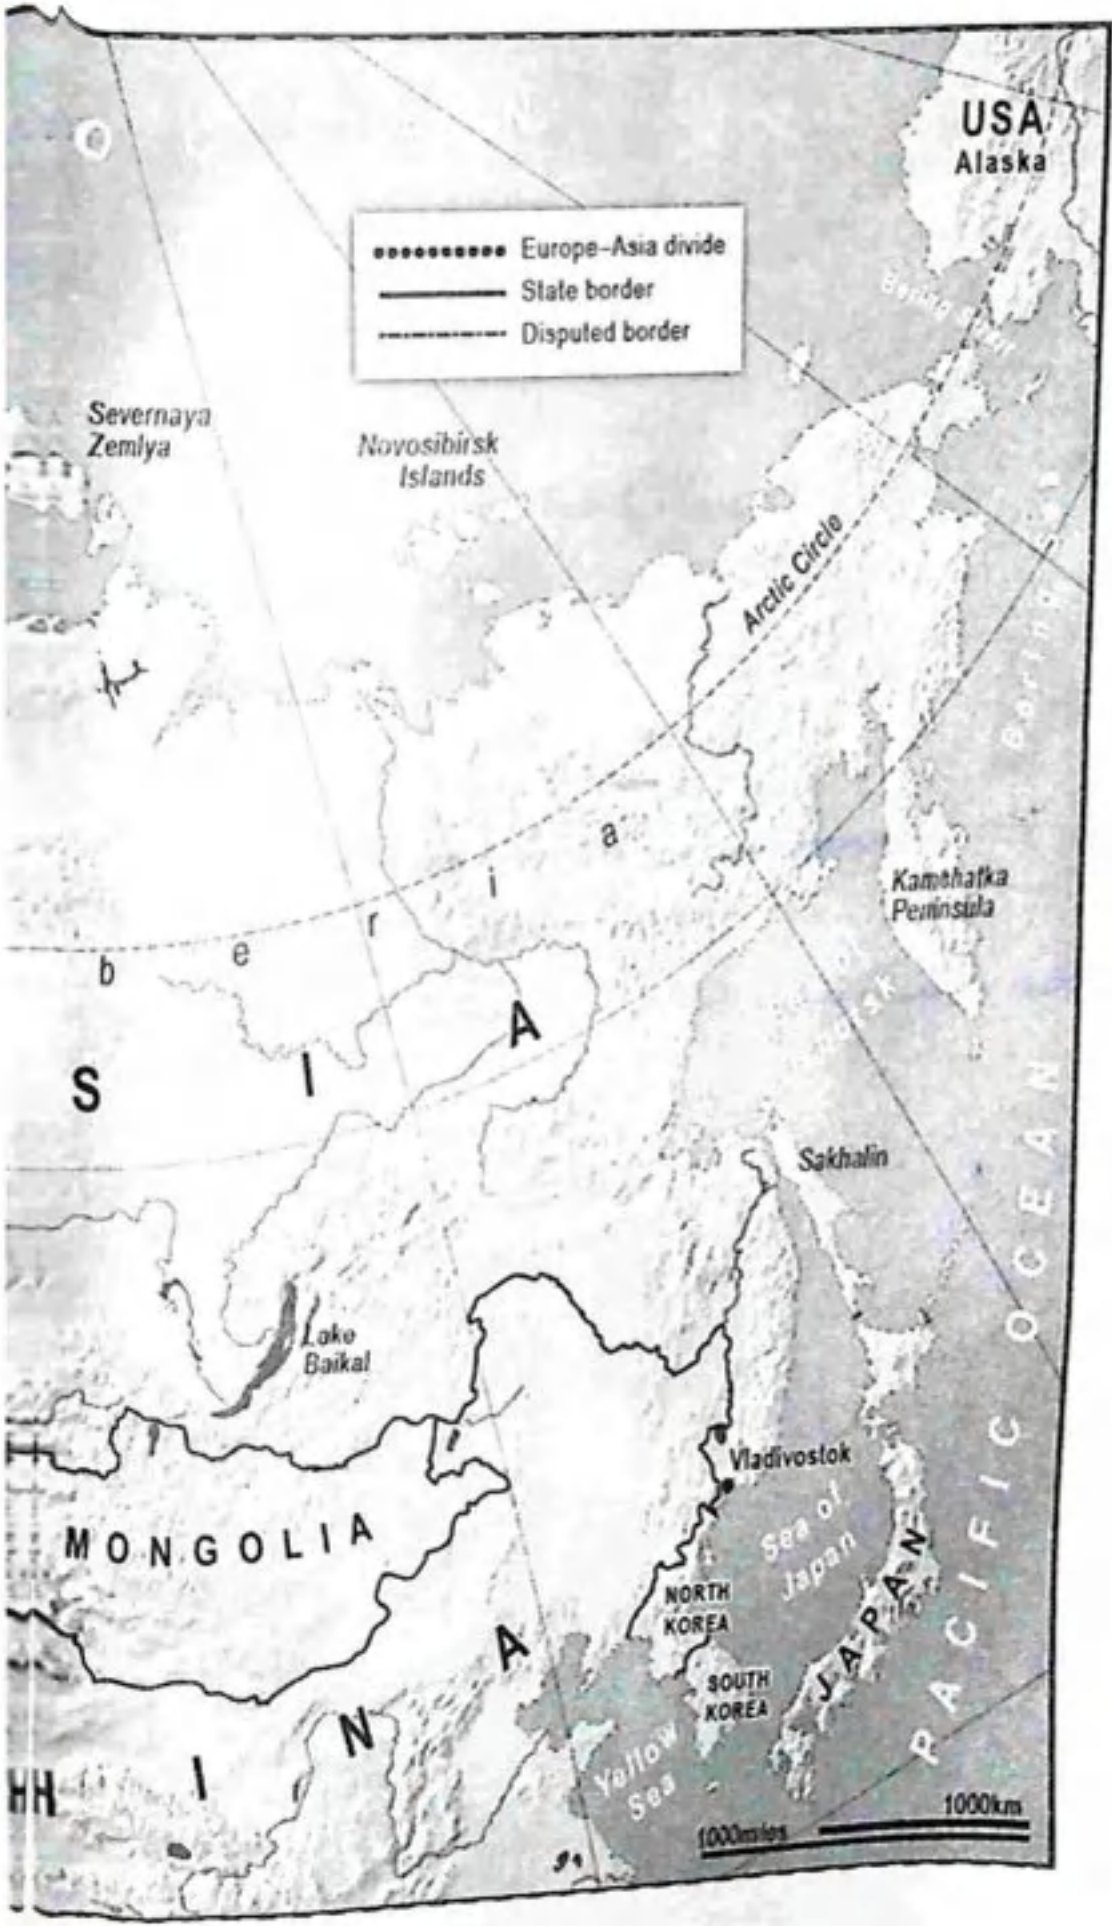 USA
Alaska
Europe–Asia divide
State border
Disputed border
Severnaya
Zemlya
Novosibirsk
Islands
Arctic Circle
Bering
a
i
r
e
b
Kamchatka
Peninsula
A
I
S
Sakhalin
Lake
Baikal
Vladivostok
MONGOLIA
Sea of
Japan
NORTH
KOREA
SOUTH
KOREA
JAPAN
PACIFIC OCEAN
A
N
I
H
Yellow
Sea
1000km
1000miles